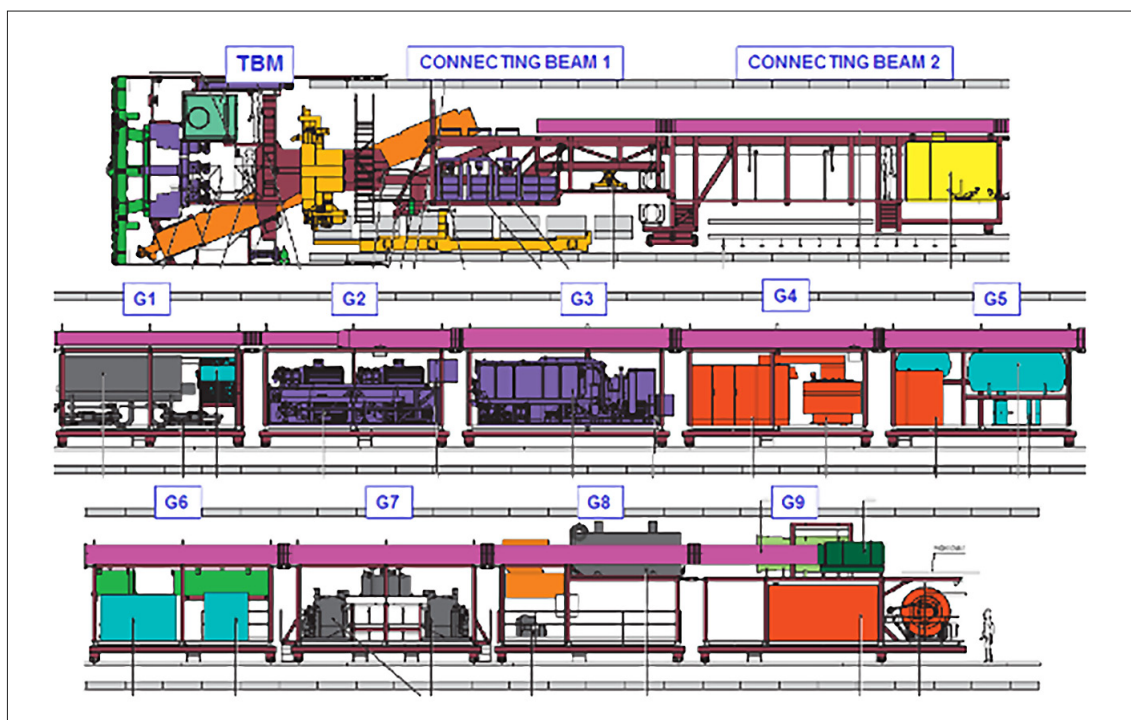 TBM
CONNECTING BEAM 1
CONNECTING BEAM 2
G1
G2
G3
G4
G5
G6
G7
G8
G9